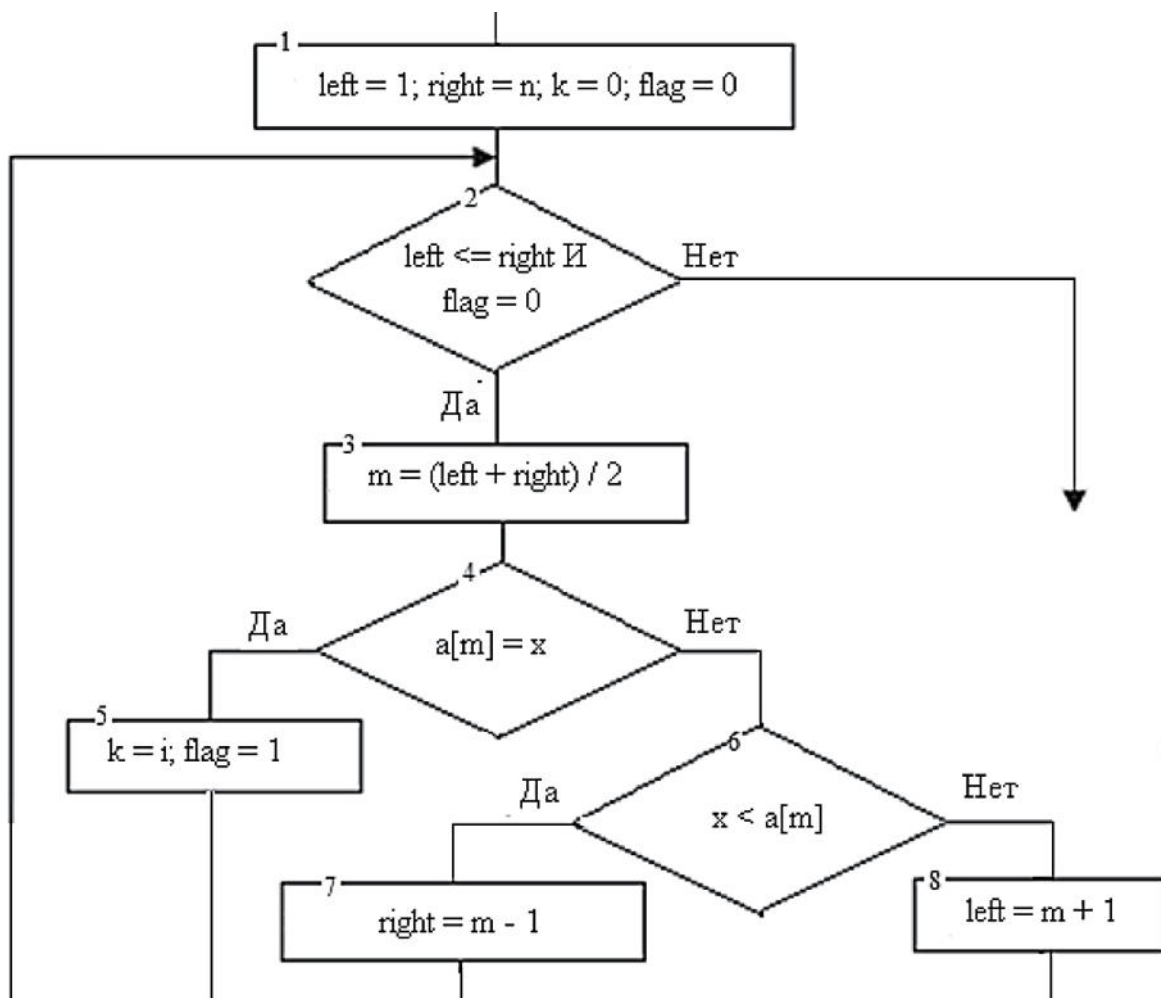 1
left = 1; right = n; k = 0; flag = 0
2
left <= right И
flag = 0
Нет
Да
3
m = (left + right) / 2
4
Да
a[m] = x
Нет
5
k = i; flag = 1
6
Да
x < a[m]
Нет
7
right = m - 1
8
left = m + 1